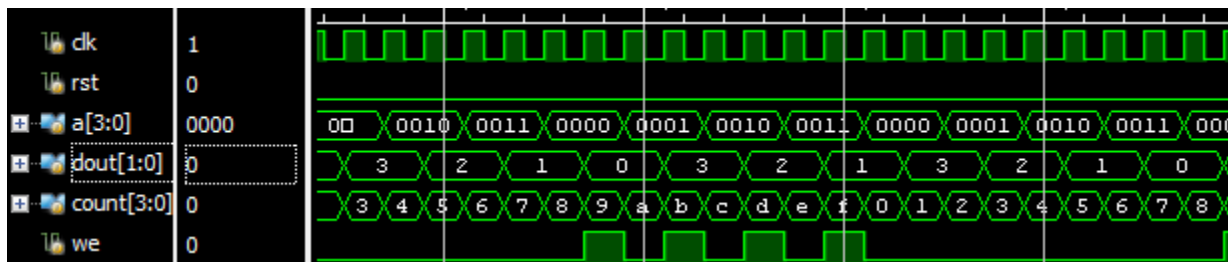 clk 1
rst 0
a[3:0] 0000 0010 0011 0000 0001 0010 0011 0000 0001 0010 0011 00
dout[1:0] 0 3 2 1 0 3 2 1 3 2 1 0
count[3:0] 0 3 4 5 6 7 8 9 a b c d e f 0 1 2 3 4 5 6 7 8
we 0